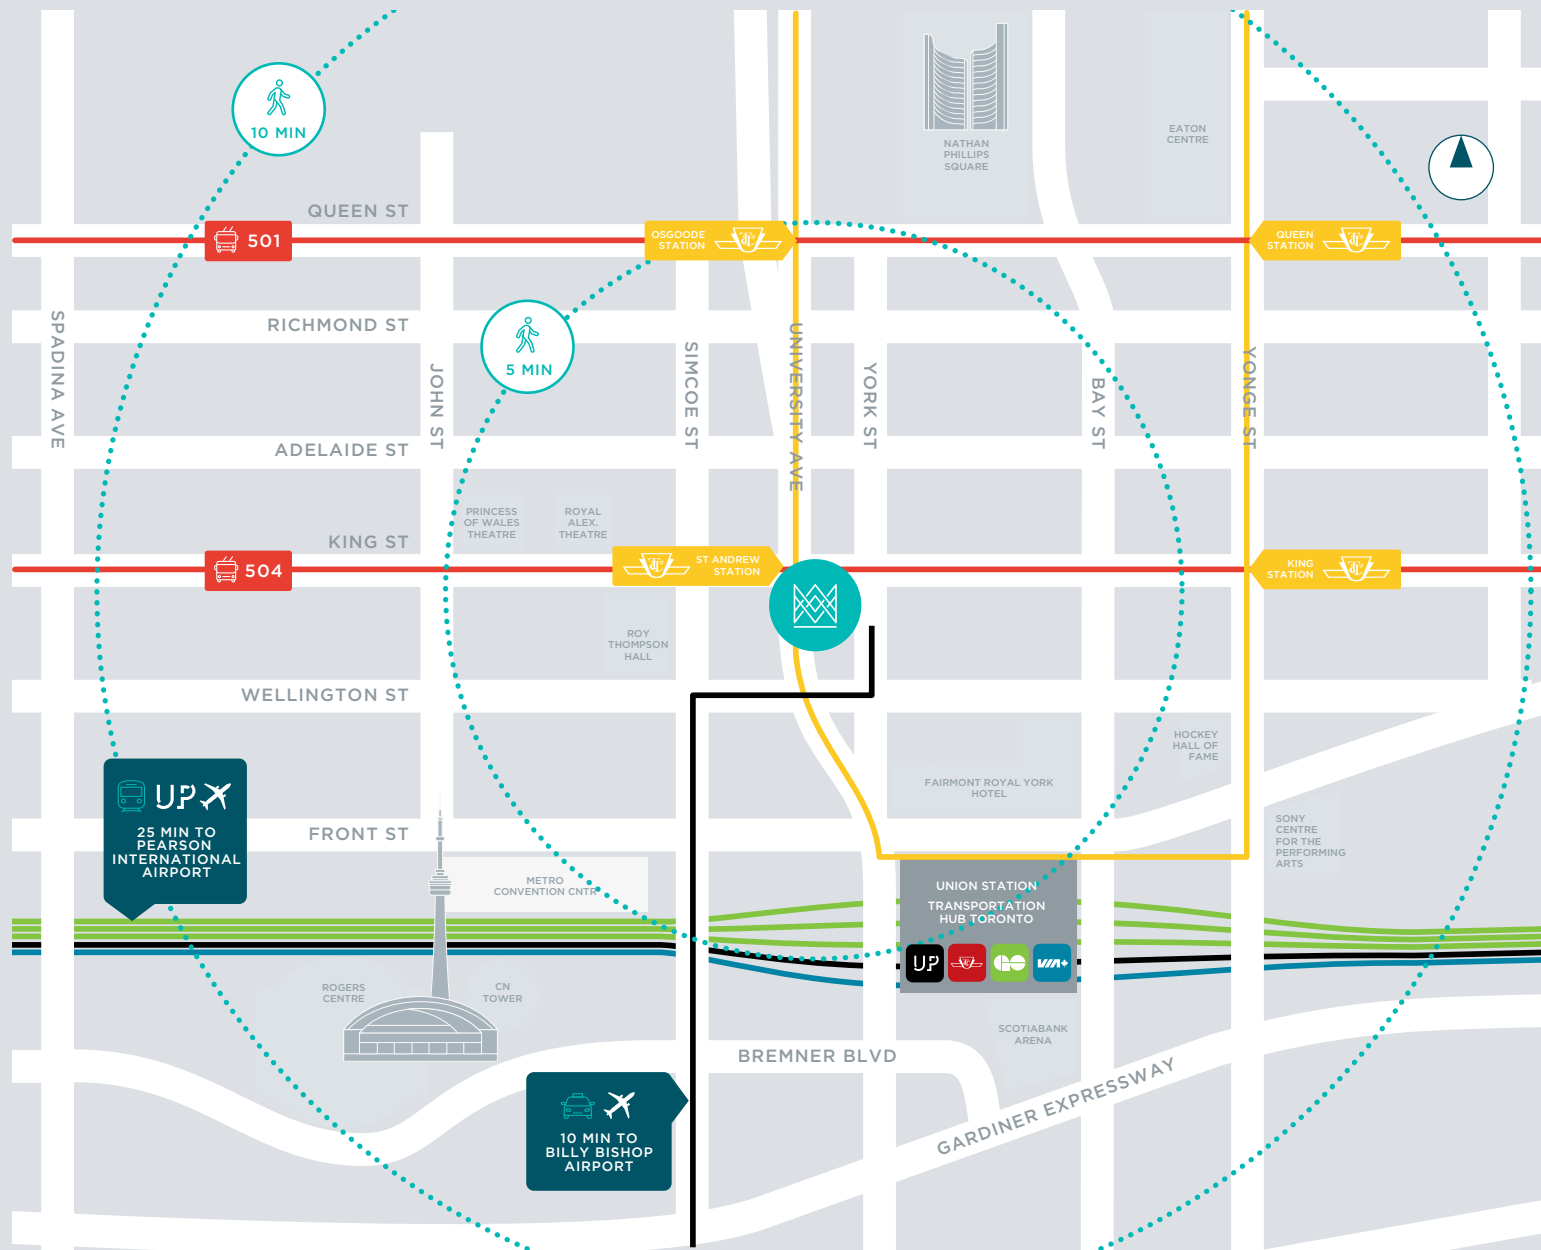 10 MIN
NATHAN
PHILLIPS
SQUARE
EATON
CENTRE
QUEEN ST
501
OSGOODE
STATION
QUEEN
STATION
RICHMOND ST
5 MIN
SPADINA AVE
JOHN ST
SIMCOE ST
UNIVERSITY AVE
YORK ST
BAY ST
YONGE ST
ADELAIDE ST
PRINCESS
OF WALES
THEATRE
ROYAL
ALEX.
THEATRE
KING ST
504
ST ANDREW
STATION
KING
STATION
ROY
THOMPSON
HALL
WELLINGTON ST
HOCKEY
HALL OF
FAME
FAIRMONT ROYAL YORK
HOTEL
UP
25 MIN TO
PEARSON
INTERNATIONAL
AIRPORT
FRONT ST
SONY
CENTRE
FOR THE
PERFORMING
ARTS
METRO
CONVENTION CNTR
UNION STATION
TRANSPORTATION
HUB TORONTO
UP
GO
VIA
ROGERS
CENTRE
CN
TOWER
SCOTIABANK
ARENA
BREMNER BLVD
GARDINER EXPRESSWAY
10 MIN TO
BILLY BISHOP
AIRPORT